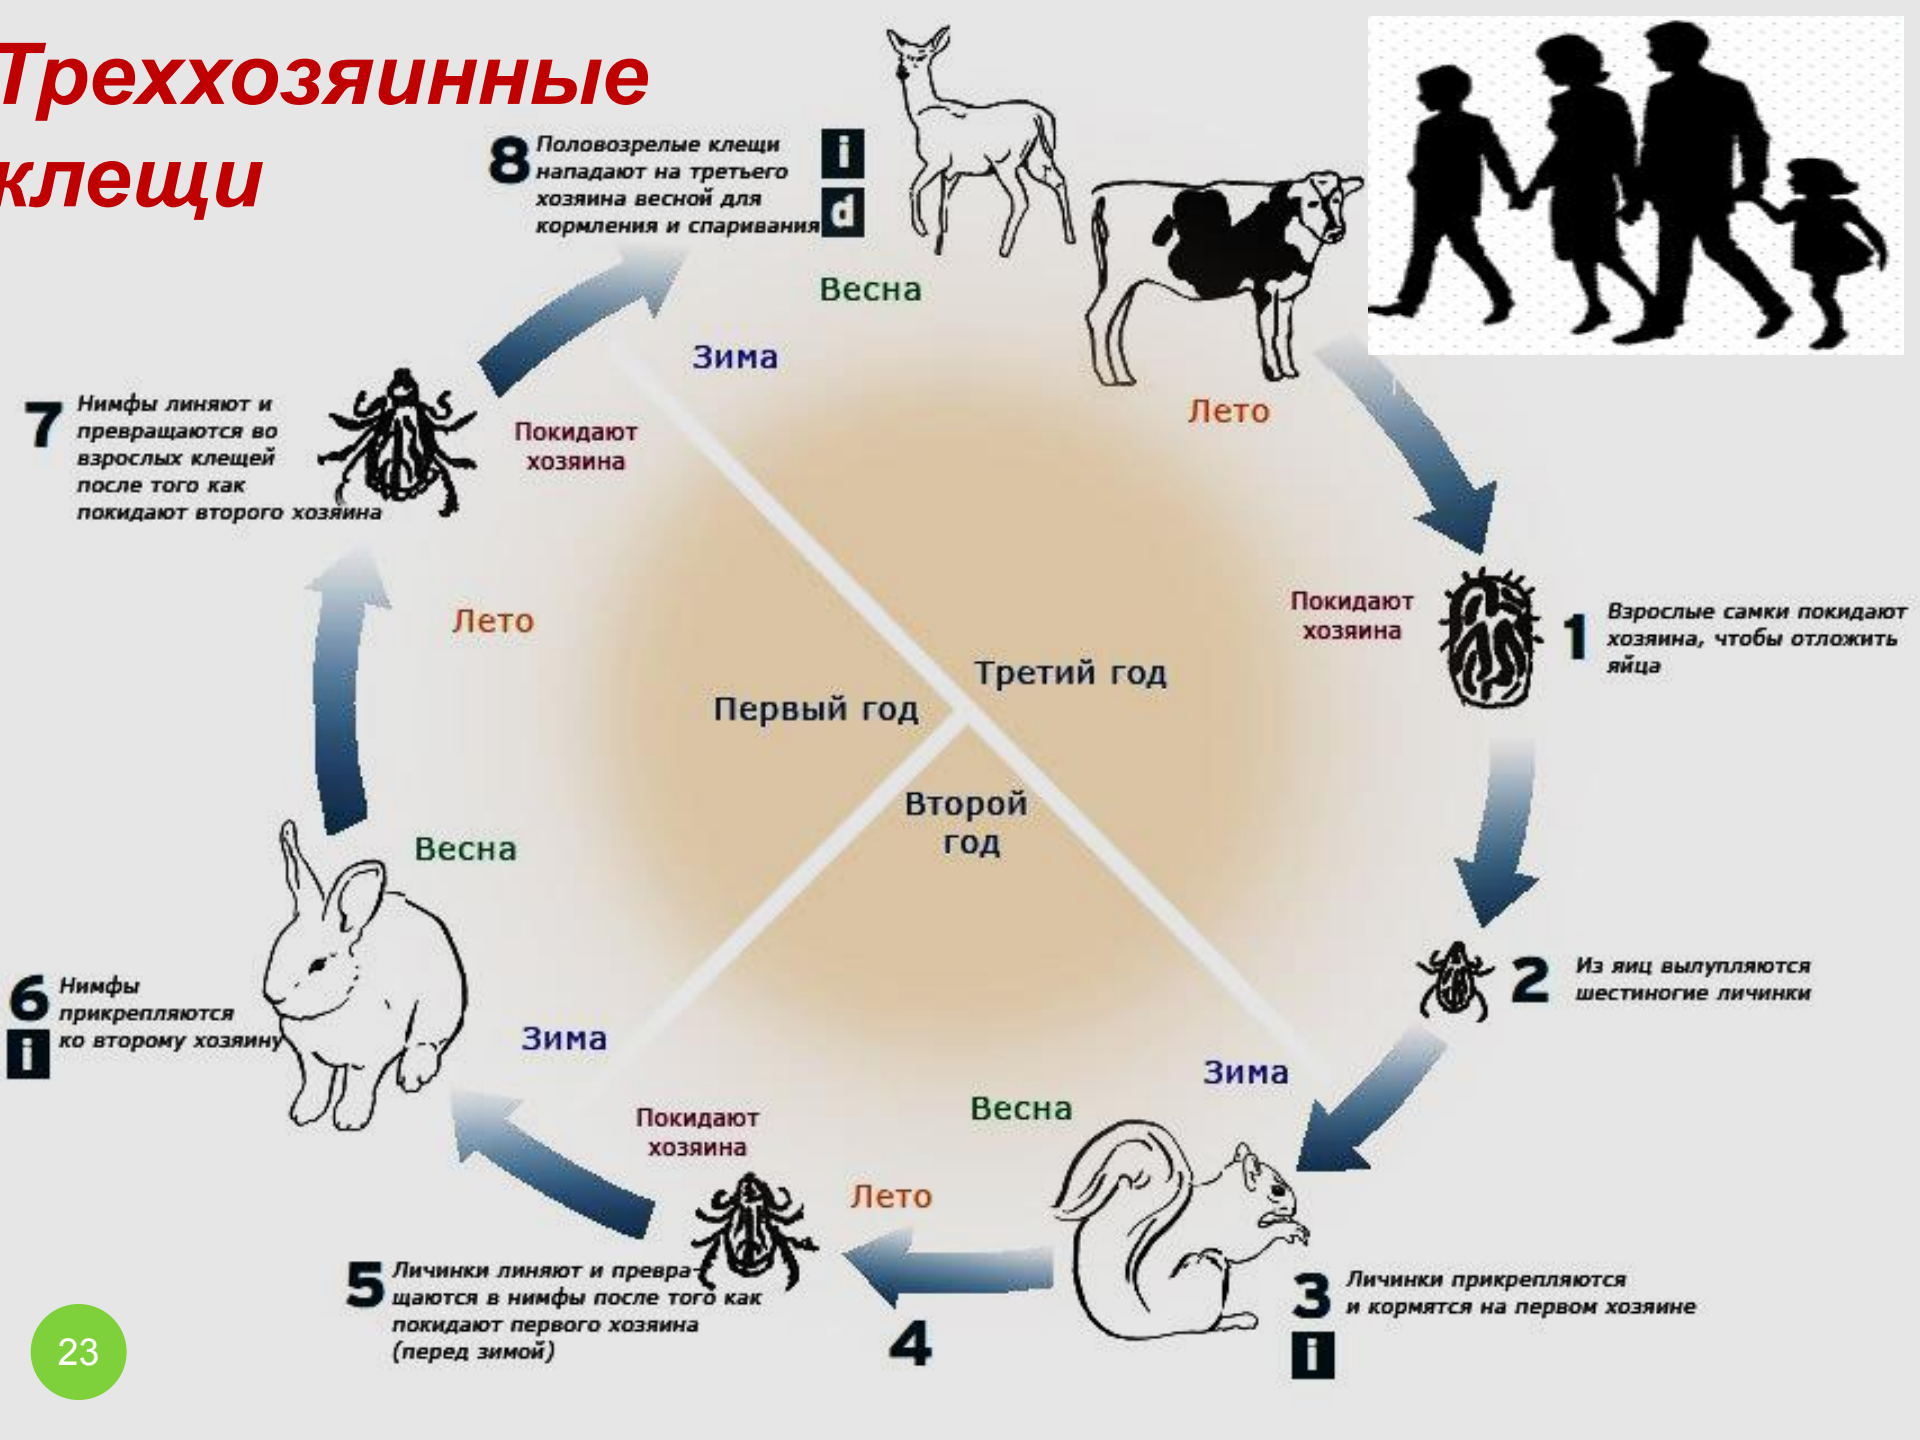 Треххозяинные
клещи
8
Половозрелые клещи
нападают на третьего
хозяина весной для
кормления и спаривания
i
d
Весна
Зима
Лето
7
Нимфы линяют и
превращаются во
взрослых клещей
после того как
покидают второго хозяина
Покидают
хозяина
Лето
Покидают
хозяина
1
Взрослые самки покидают
хозяина, чтобы отложить
яйца
Третий год
Первый год
Второй
год
Весна
6
Нимфы
прикрепляются
ко второму хозяину
i
2
Из яиц вылупляются
шестиногие личинки
Зима
Зима
Весна
Покидают
хозяина
Лето
5
Личинки линяют и превра-
щаются в нимфы после того как
покидают первого хозяина
(перед зимой)
4
3
Личинки прикрепляются
и кормятся на первом хозяине
i
23